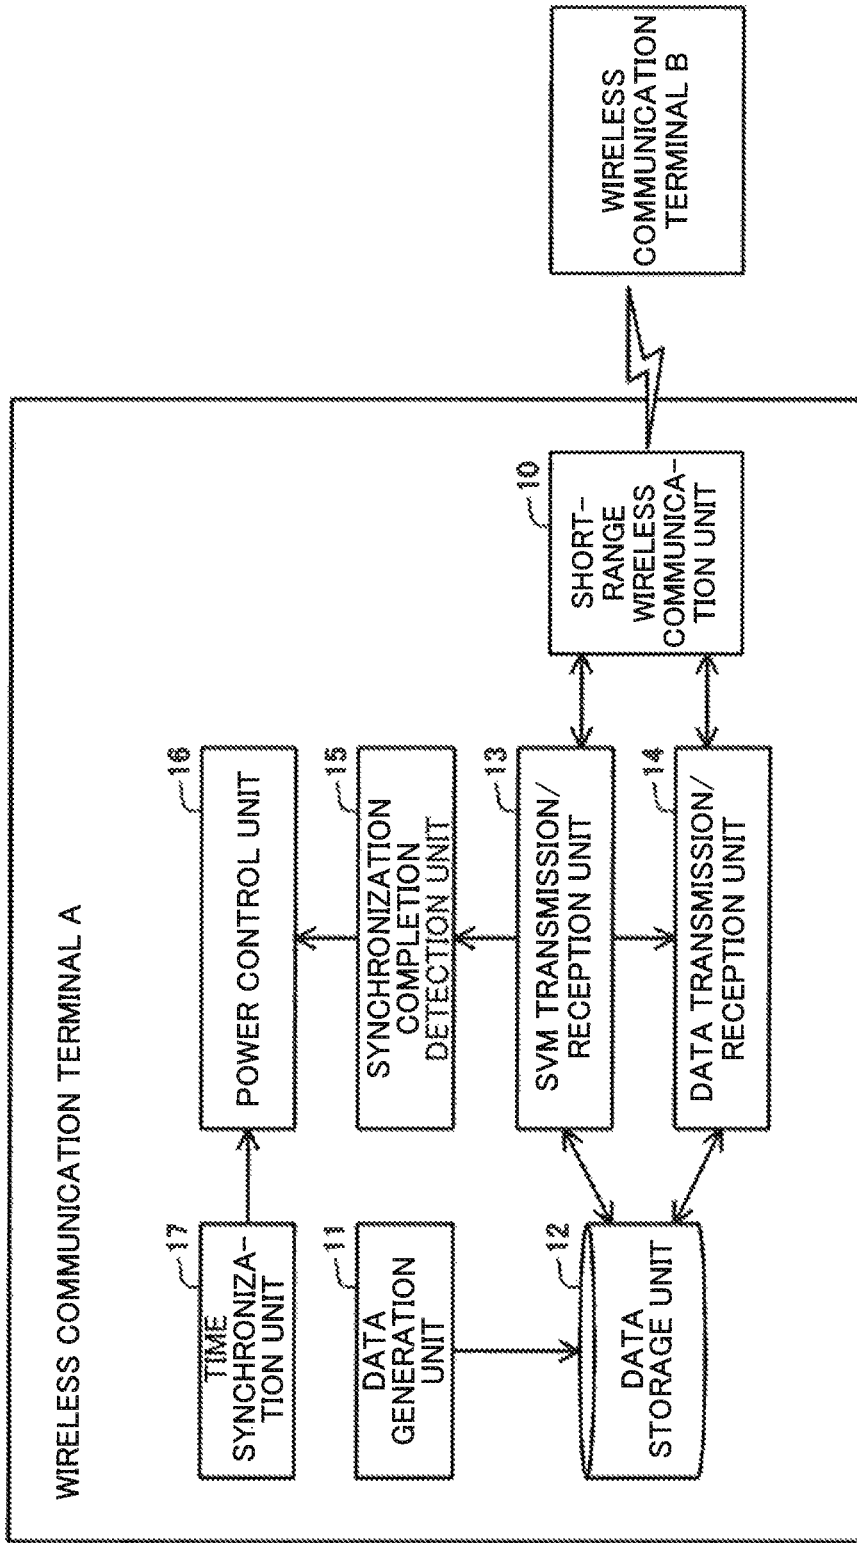 WIRELESS COMMUNICATION TERMINAL A
17
TIME
SYNCHRONIZA-
TION UNIT
16
POWER CONTROL UNIT
11
DATA
GENERATION
UNIT
15
SYNCHRONIZATION
COMPLETION
DETECTION UNIT
12
DATA
STORAGE UNIT
13
SVM TRANSMISSION/
RECEPTION UNIT
14
DATA TRANSMISSION/
RECEPTION UNIT
10
SHORT-
RANGE
WIRELESS
COMMUNICA-
TION UNIT
WIRELESS
COMMUNICATION
TERMINAL B